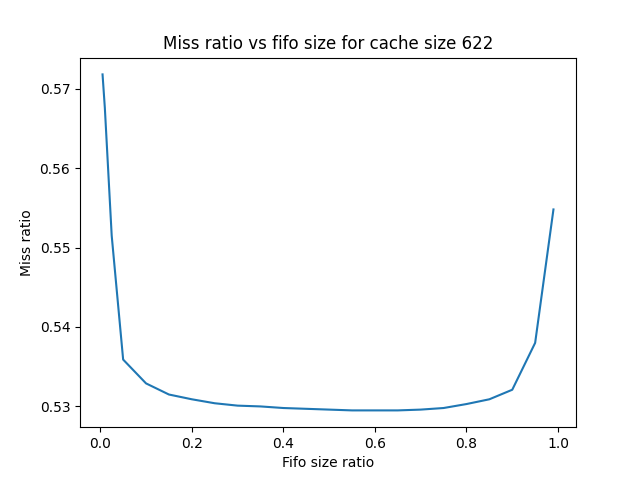 Miss ratio vs fifo size for cache size 622
0.57
0.56
0.55
0.54
0.53
Miss ratio
0.0 0.2 0.4 0.6 0.8 1.0
Fifo size ratio